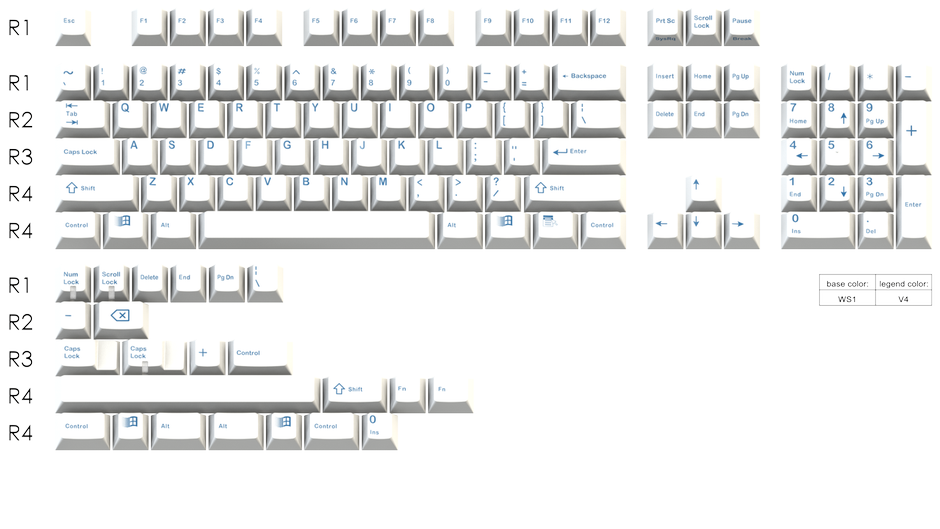 R1 Esc F1 F2 F3 F4 F5 F6 F7 F8 F9 F10 F11 F12 Prt Sc SysRq Scroll Lock Pause Break
R1 ~ ` ! 1 @ 2 # 3 $ 4 % 5 ^ 6 & 7 * 8 ( 9 ) 0 _ - + = ← Backspace Insert Home Pg Up Num Lock / * −
R2 Tab Q W E R T Y U I O P { [ } ] ¦ \ Delete End Pg Dn 7 Home 8 ↑ 9 Pg Up +
R3 Caps Lock A S D F G H J K L : ; " ' Enter 4 ← 5 6 →
R4 Shift Z X C V B N M < , > . ? / Shift ↑ 1 End 2 ↓ 3 Pg Dn Enter
R4 Control Alt Alt Control ← ↓ → 0 Ins . Del
R1 Num Lock Scroll Lock Delete End Pg Dn ¦ \
base color: legend color:
WS1 V4
R2 −
R3 Caps Lock Caps Lock + Control
R4 Shift Fn Fn
R4 Control Alt Alt Control 0 Ins